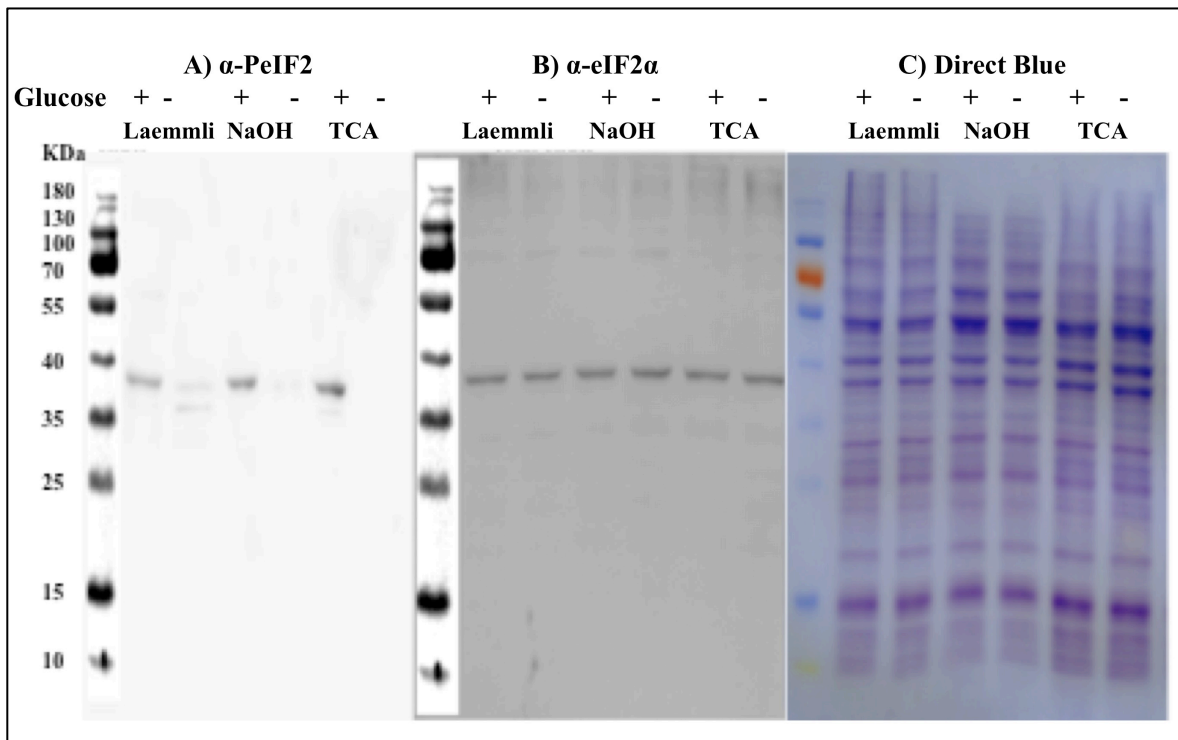 A) α-PeIF2 B) α-eIF2α C) Direct Blue
Glucose + - + - + - + - + - + - + - + - + -
Laemmli NaOH TCA Laemmli NaOH TCA Laemmli NaOH TCA
KDa
180
130
100
70
55
40
35
25
15
10